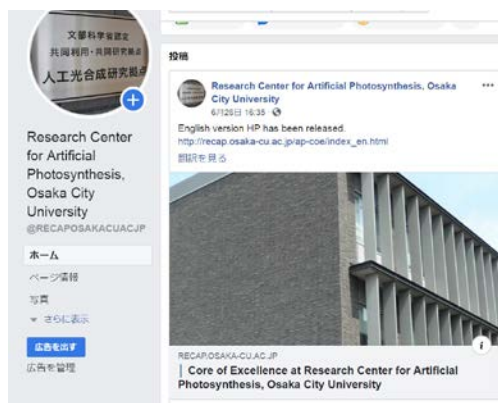 文部科学省認定
共同利用・共同研究拠点
人工光合成研究拠点
Research Center
for Artificial
Photosynthesis,
Osaka City
University
@RECAPOSAKACUACJP
ホーム
ページ情報
写真
さらに表示
広告を出す
広告を管理
投稿
Research Center for Artificial Photosynthesis, Osaka
City University
6月26日 16:35
English version HP has been released.
http://recap.osaka-cu.ac.jp/ap-coe/index_en.html
翻訳を見る
RECAP.OSAKA-CU.AC.JP
| Core of Excellence at Research Center for Artificial
Photosynthesis, Osaka City University